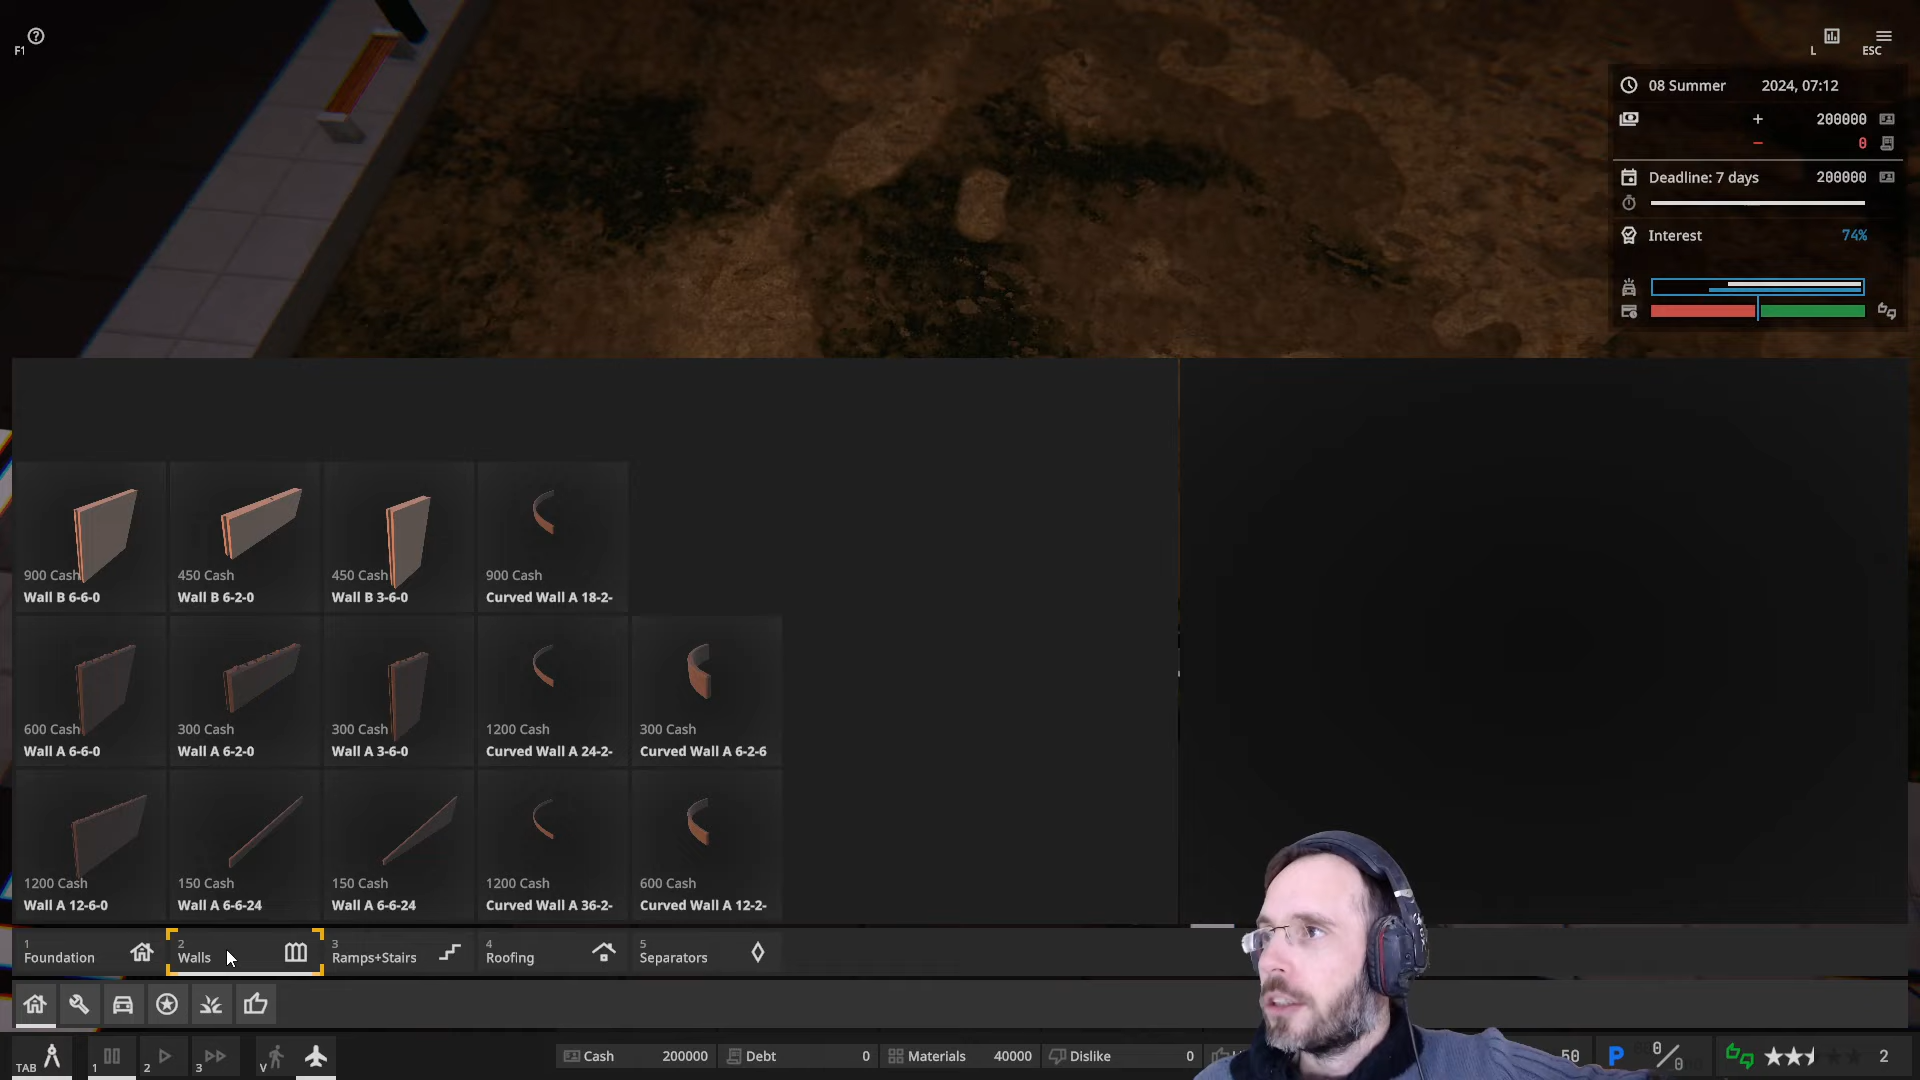 F1
L
ESC
08 Summer 2024, 07:12
+ 200000
- 0
Deadline: 7 days 200000
Interest 74%
900 Cash
Wall B 6-6-0
450 Cash
Wall B 6-2-0
450 Cash
Wall B 3-6-0
900 Cash
Curved Wall A 18-2-
600 Cash
Wall A 6-6-0
300 Cash
Wall A 6-2-0
300 Cash
Wall A 3-6-0
1200 Cash
Curved Wall A 24-2-
300 Cash
Curved Wall A 6-2-6
1200 Cash
Wall A 12-6-0
150 Cash
Wall A 6-6-24
150 Cash
Wall A 6-6-24
1200 Cash
Curved Wall A 36-2-
600 Cash
Curved Wall A 12-2-
1
Foundation
2
Walls
3
Ramps+Stairs
4
Roofing
5
Separators
TAB
1
2
3
V
Cash 200000
Debt 0
Materials 40000
Dislike 0
50
P 0/0
2